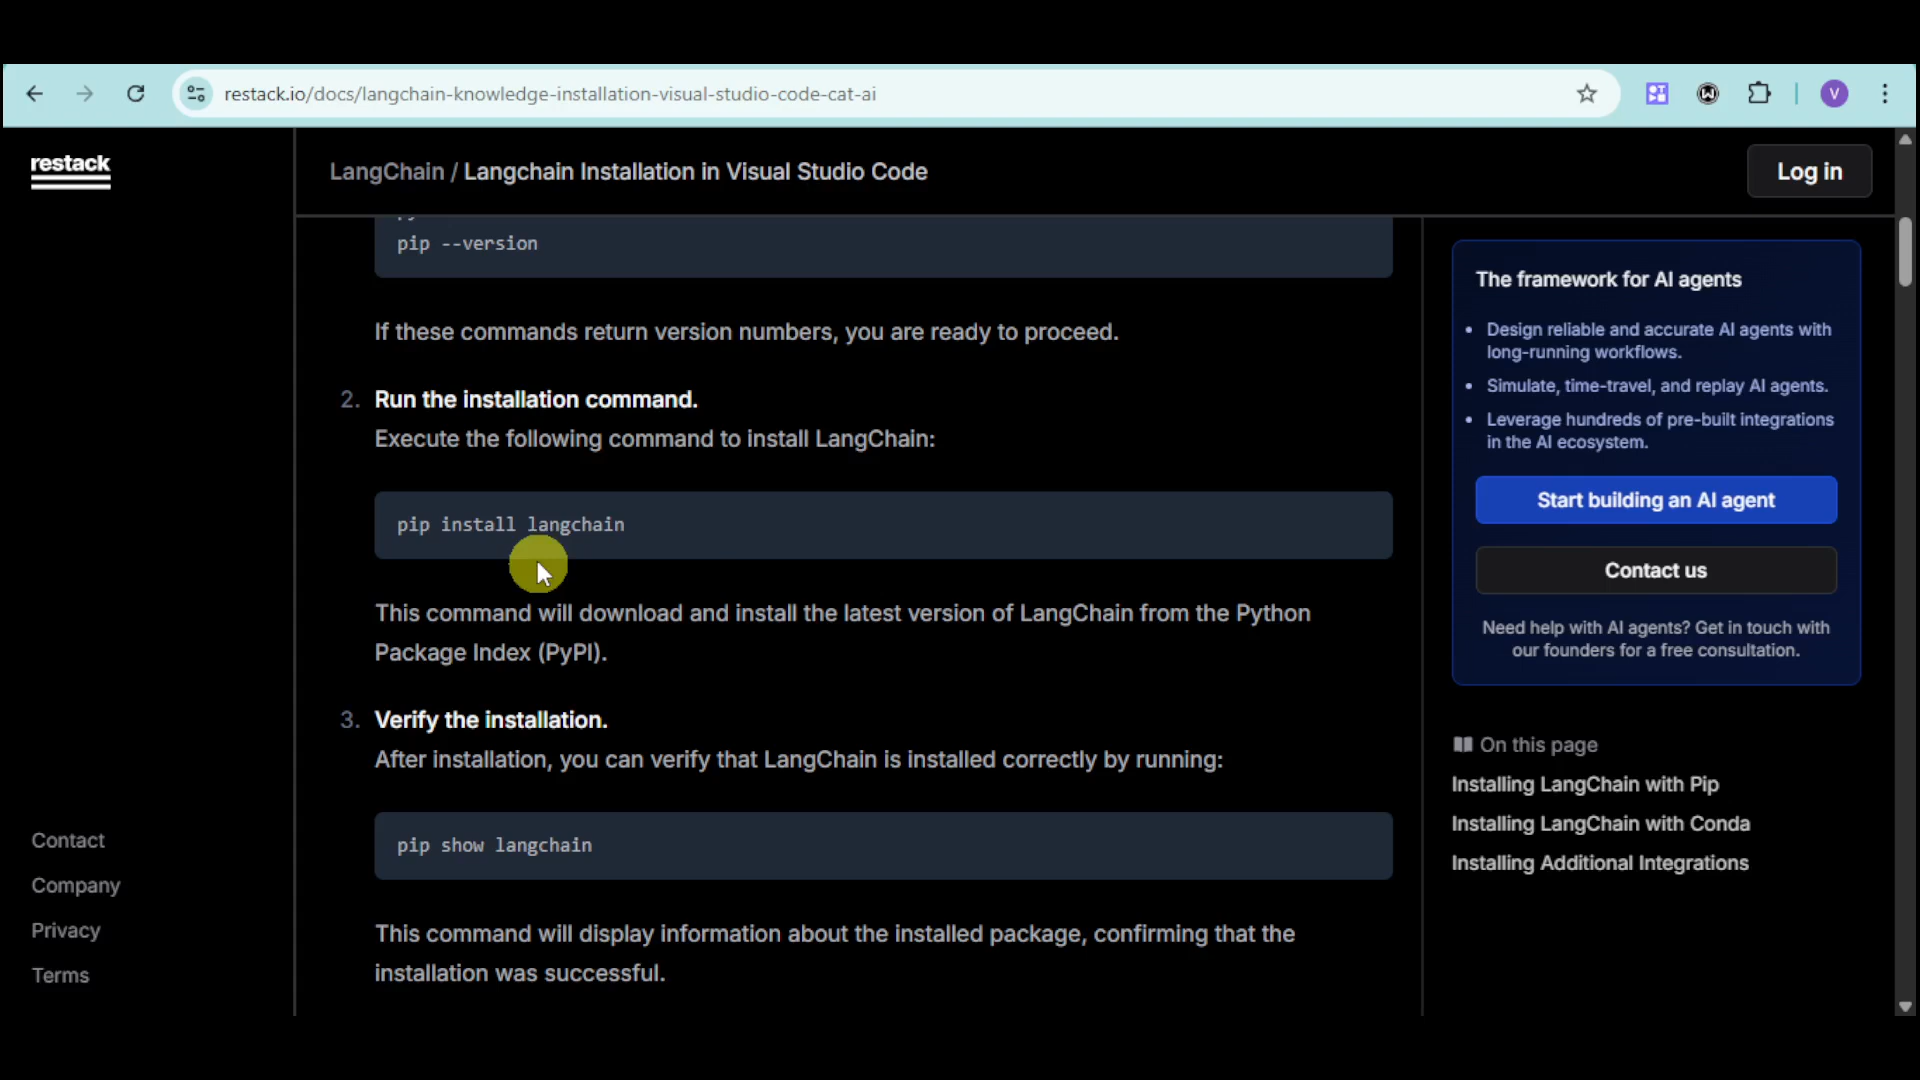 restack.io/docs/langchain-knowledge-installation-visual-studio-code-cat-ai
V
restack
LangChain / Langchain Installation in Visual Studio Code
Log in
pip --version
If these commands return version numbers, you are ready to proceed.
2. Run the installation command.
Execute the following command to install LangChain:
pip install langchain
This command will download and install the latest version of LangChain from the Python
Package Index (PyPI).
3. Verify the installation.
After installation, you can verify that LangChain is installed correctly by running:
pip show langchain
This command will display information about the installed package, confirming that the
installation was successful.
The framework for AI agents
• Design reliable and accurate AI agents with
long-running workflows.
• Simulate, time-travel, and replay AI agents.
• Leverage hundreds of pre-built integrations
in the AI ecosystem.
Start building an AI agent
Contact us
Need help with AI agents? Get in touch with
our founders for a free consultation.
On this page
Installing LangChain with Pip
Installing LangChain with Conda
Installing Additional Integrations
Contact
Company
Privacy
Terms